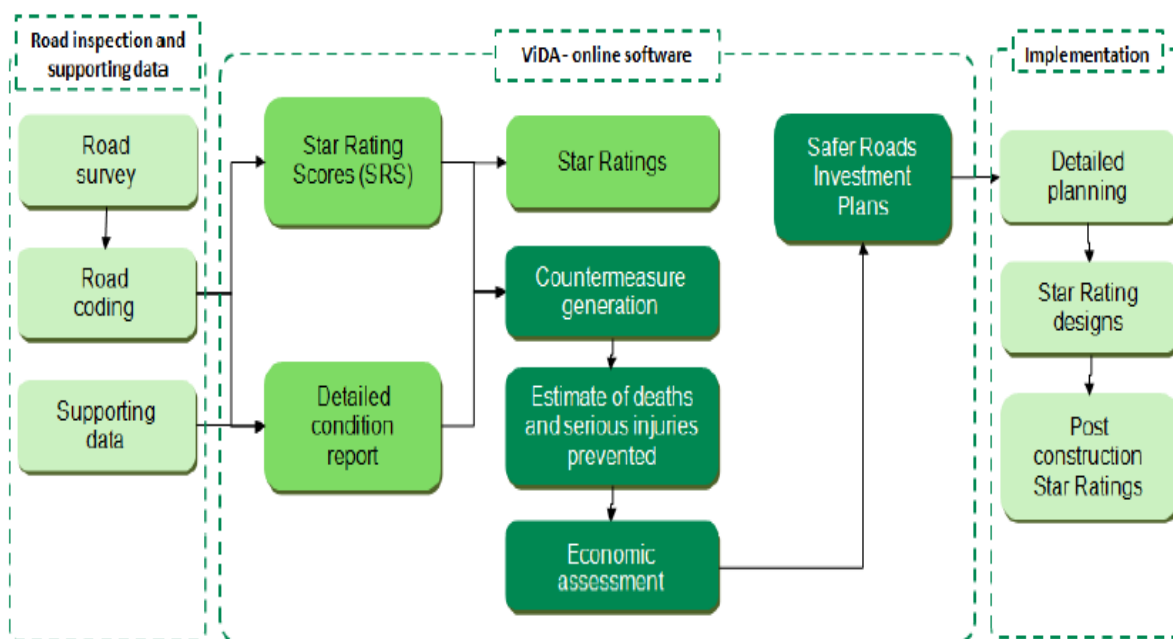 Road inspection and
supporting data
Road
survey
Road
coding
Supporting
data
ViDA - online software
Star Rating
Scores (SRS)
Detailed
condition
report
Star Ratings
Countermeasure
generation
Estimate of deaths
and serious injuries
prevented
Economic
assessment
Safer Roads
Investment
Plans
Implementation
Detailed
planning
Star Rating
designs
Post
construction
Star Ratings